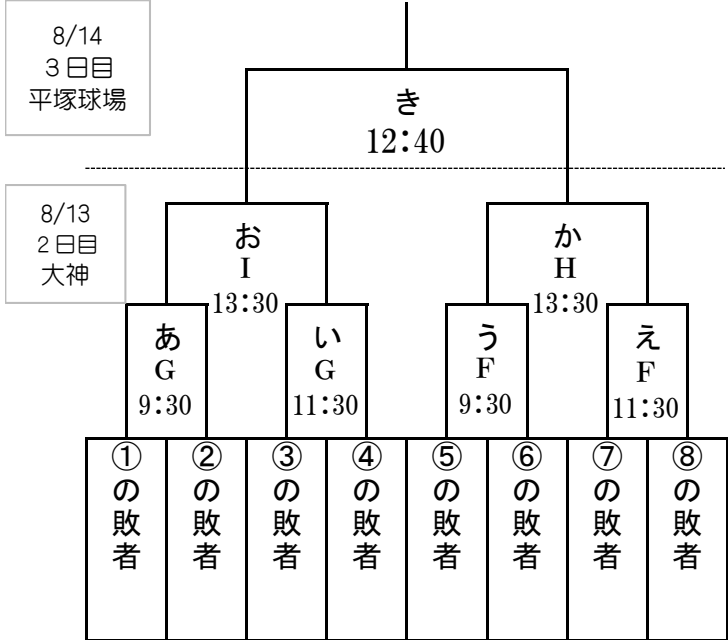 8/14
3日目
平塚球場
き
12:40
8/13
2日目
大神
お
I
13:30
か
H
13:30
あ
G
9:30
い
G
11:30
う
F
9:30
え
F
11:30
①の敗者
②の敗者
③の敗者
④の敗者
⑤の敗者
⑥の敗者
⑦の敗者
⑧の敗者